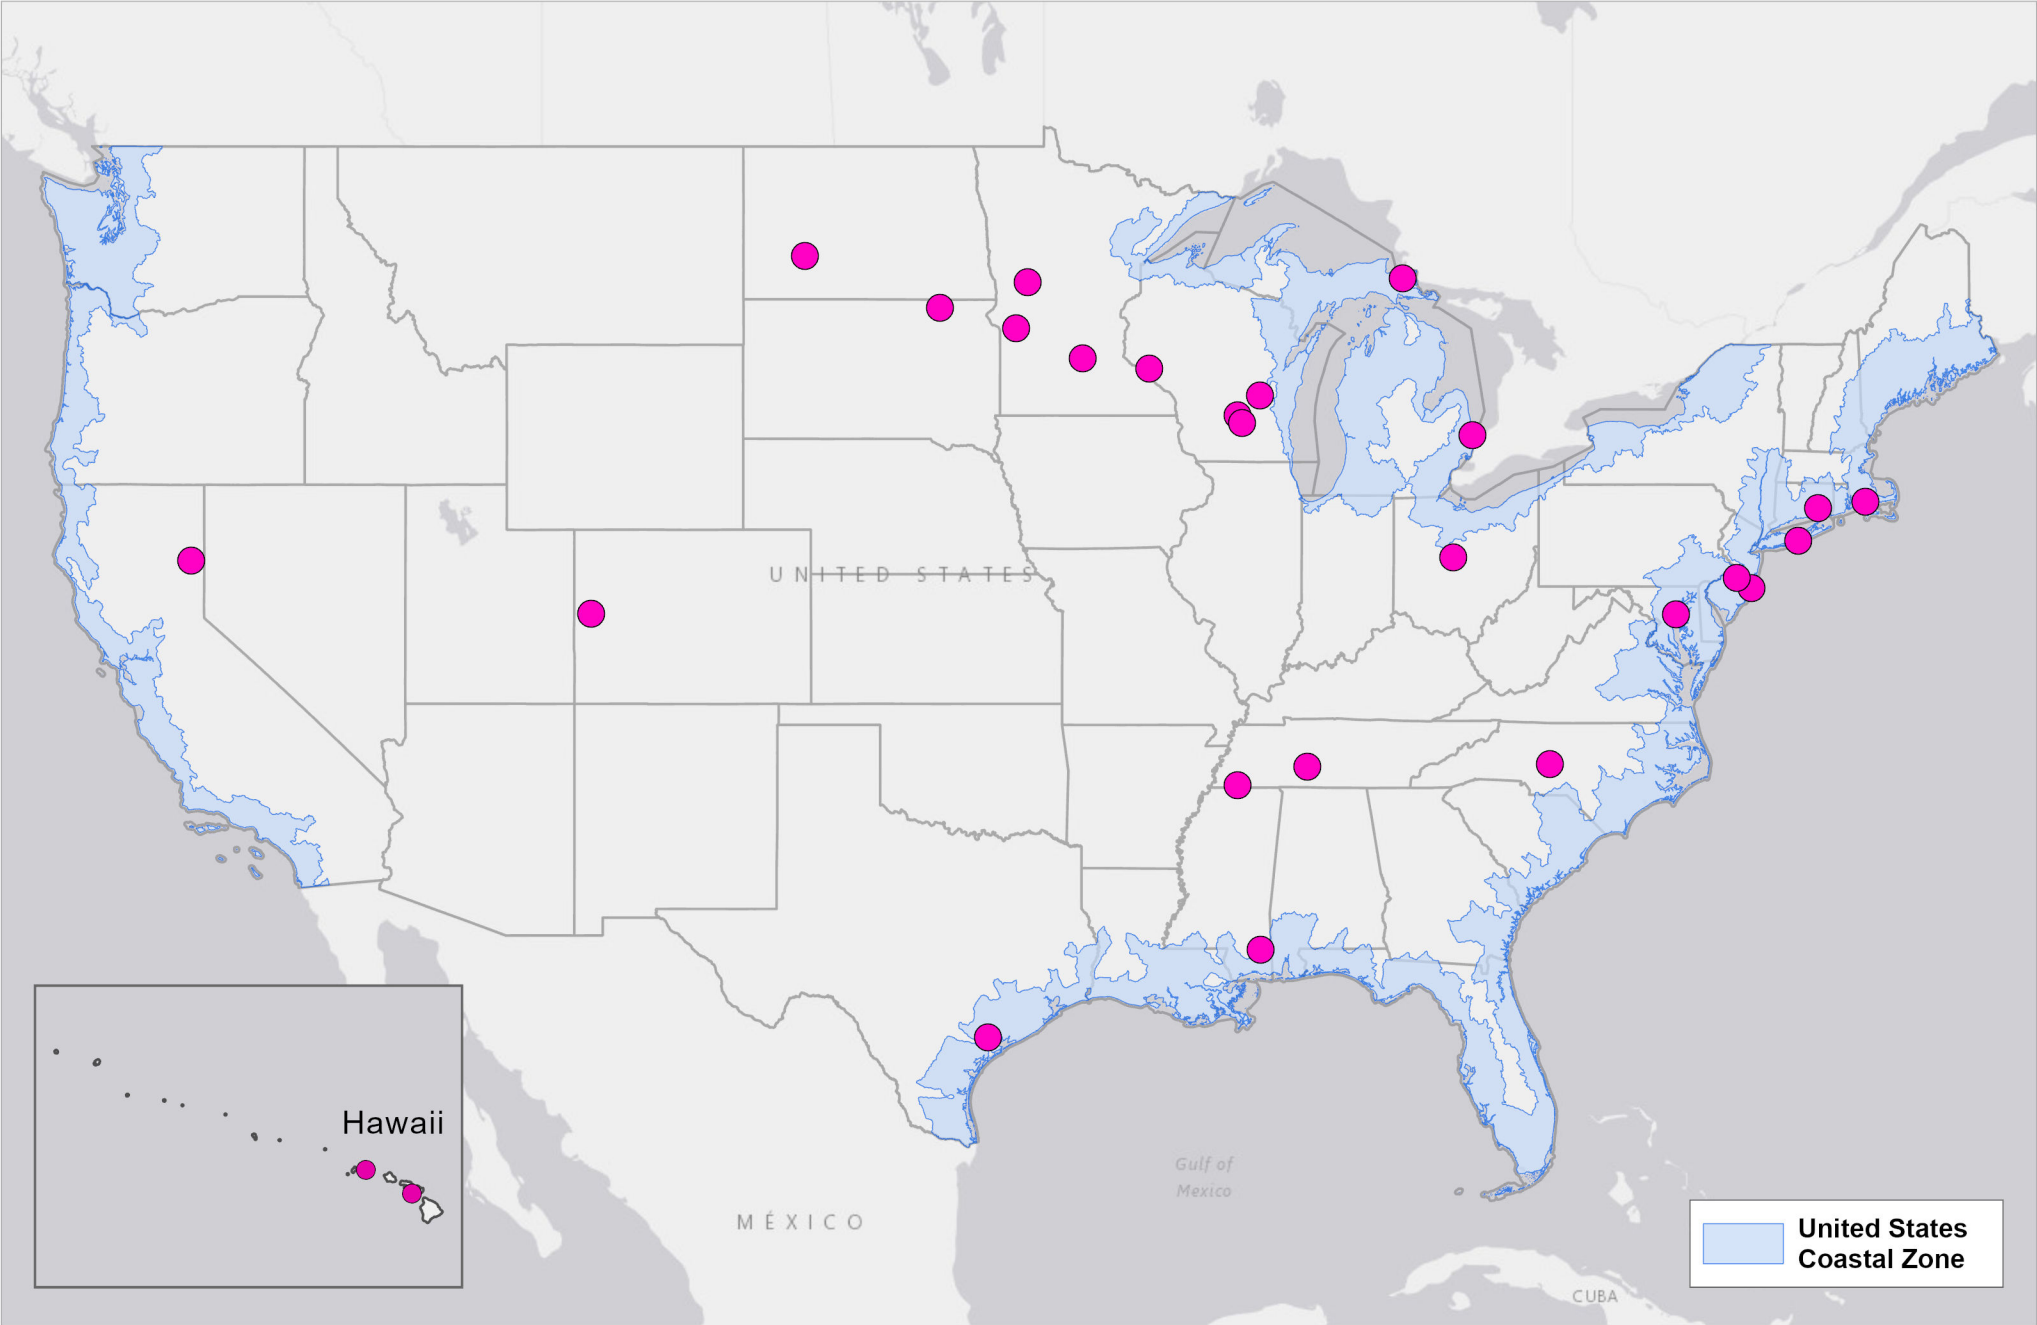 UNITED STATES
Hawaii
Gulf of
Mexico
MÉXICO
United States
Coastal Zone
CUBA